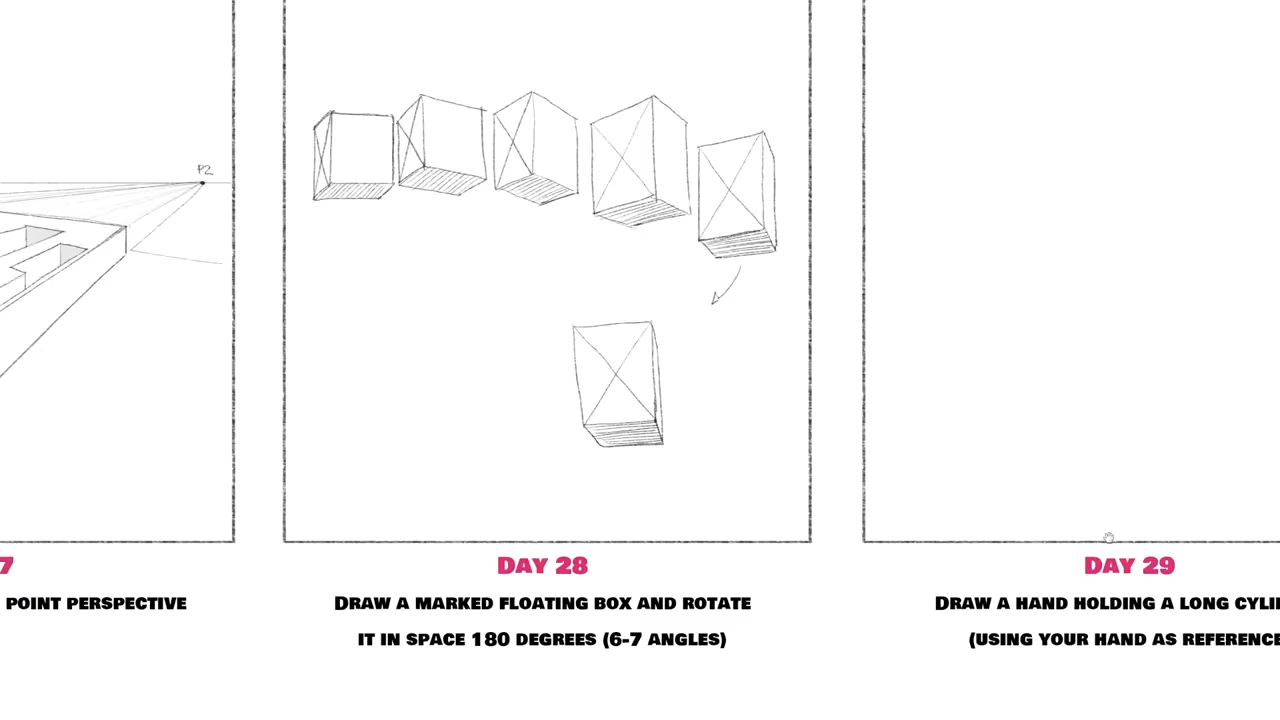 P2
7
POINT PERSPECTIVE
DAY 28
DRAW A MARKED FLOATING BOX AND ROTATE
IT IN SPACE 180 DEGREES (6-7 ANGLES)
DAY 29
DRAW A HAND HOLDING A LONG
(USING YOUR HAND AS REFERENCE